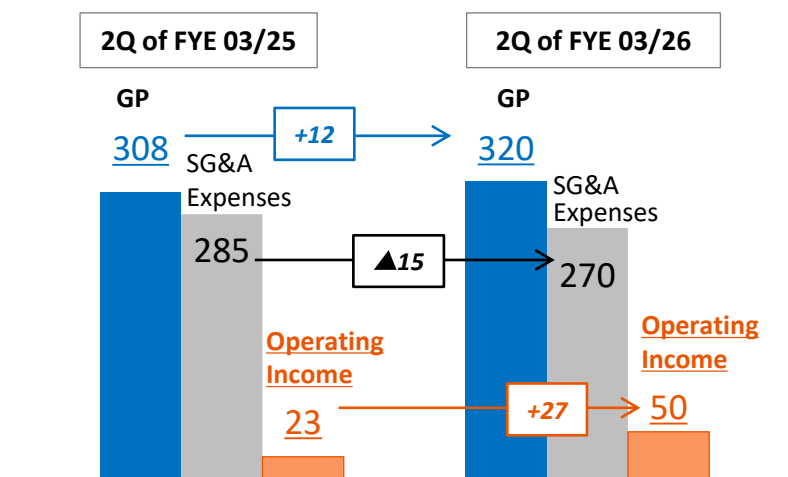 2Q of FYE 03/25
2Q of FYE 03/26
GP
GP
308
+12
320
SG&A
Expenses
SG&A
Expenses
285
▲15
270
Operating
Income
Operating
Income
23
+27
50